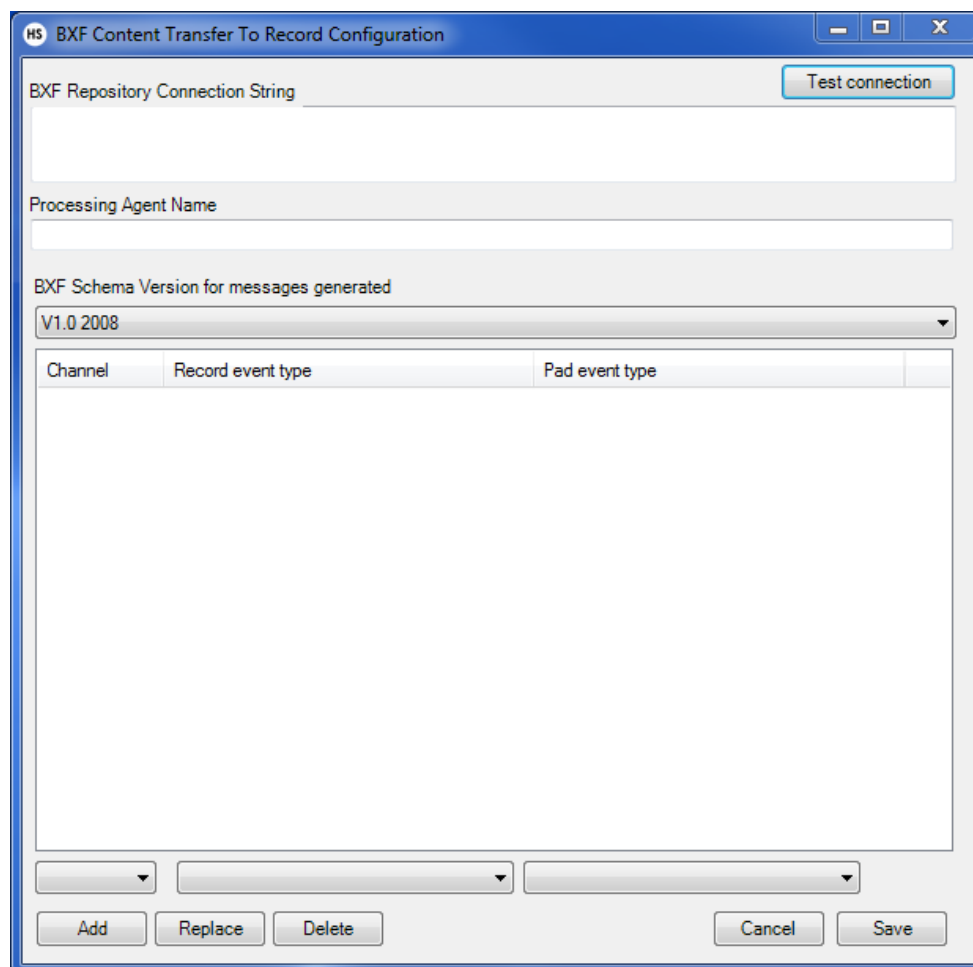 HS BXF Content Transfer To Record Configuration
Test connection
BXF Repository Connection String
Processing Agent Name
BXF Schema Version for messages generated
V1.0 2008
Channel Record event type Pad event type
Add Replace Delete Cancel Save